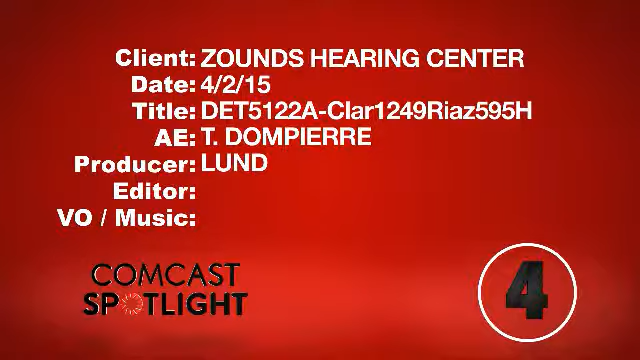 Client: ZOUNDS HEARING CENTER
Date: 4/2/15
Title: DET5122A-Clar1249Riaz595H
AE: T. DOMPIERRE
Producer: LUND
Editor:
VO / Music:
COMCAST
SPOTLIGHT
4